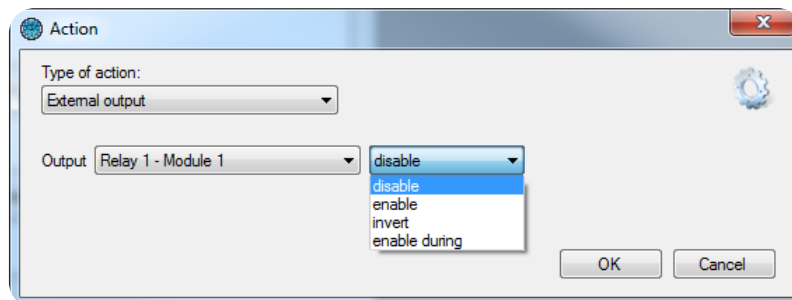 Action
Type of action:
External output
Output Relay 1 - Module 1 disable
disable
enable
invert
enable during
OK Cancel